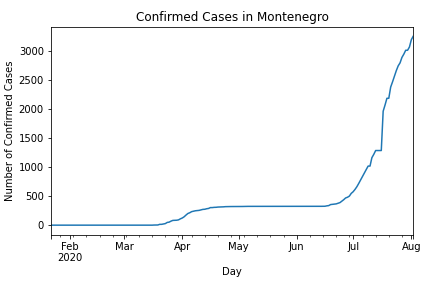 Confirmed Cases in Montenegro
Number of Confirmed Cases
3000
2500
2000
1500
1000
500
0
Feb
2020
Mar
Apr
May
Jun
Jul
Aug
Day